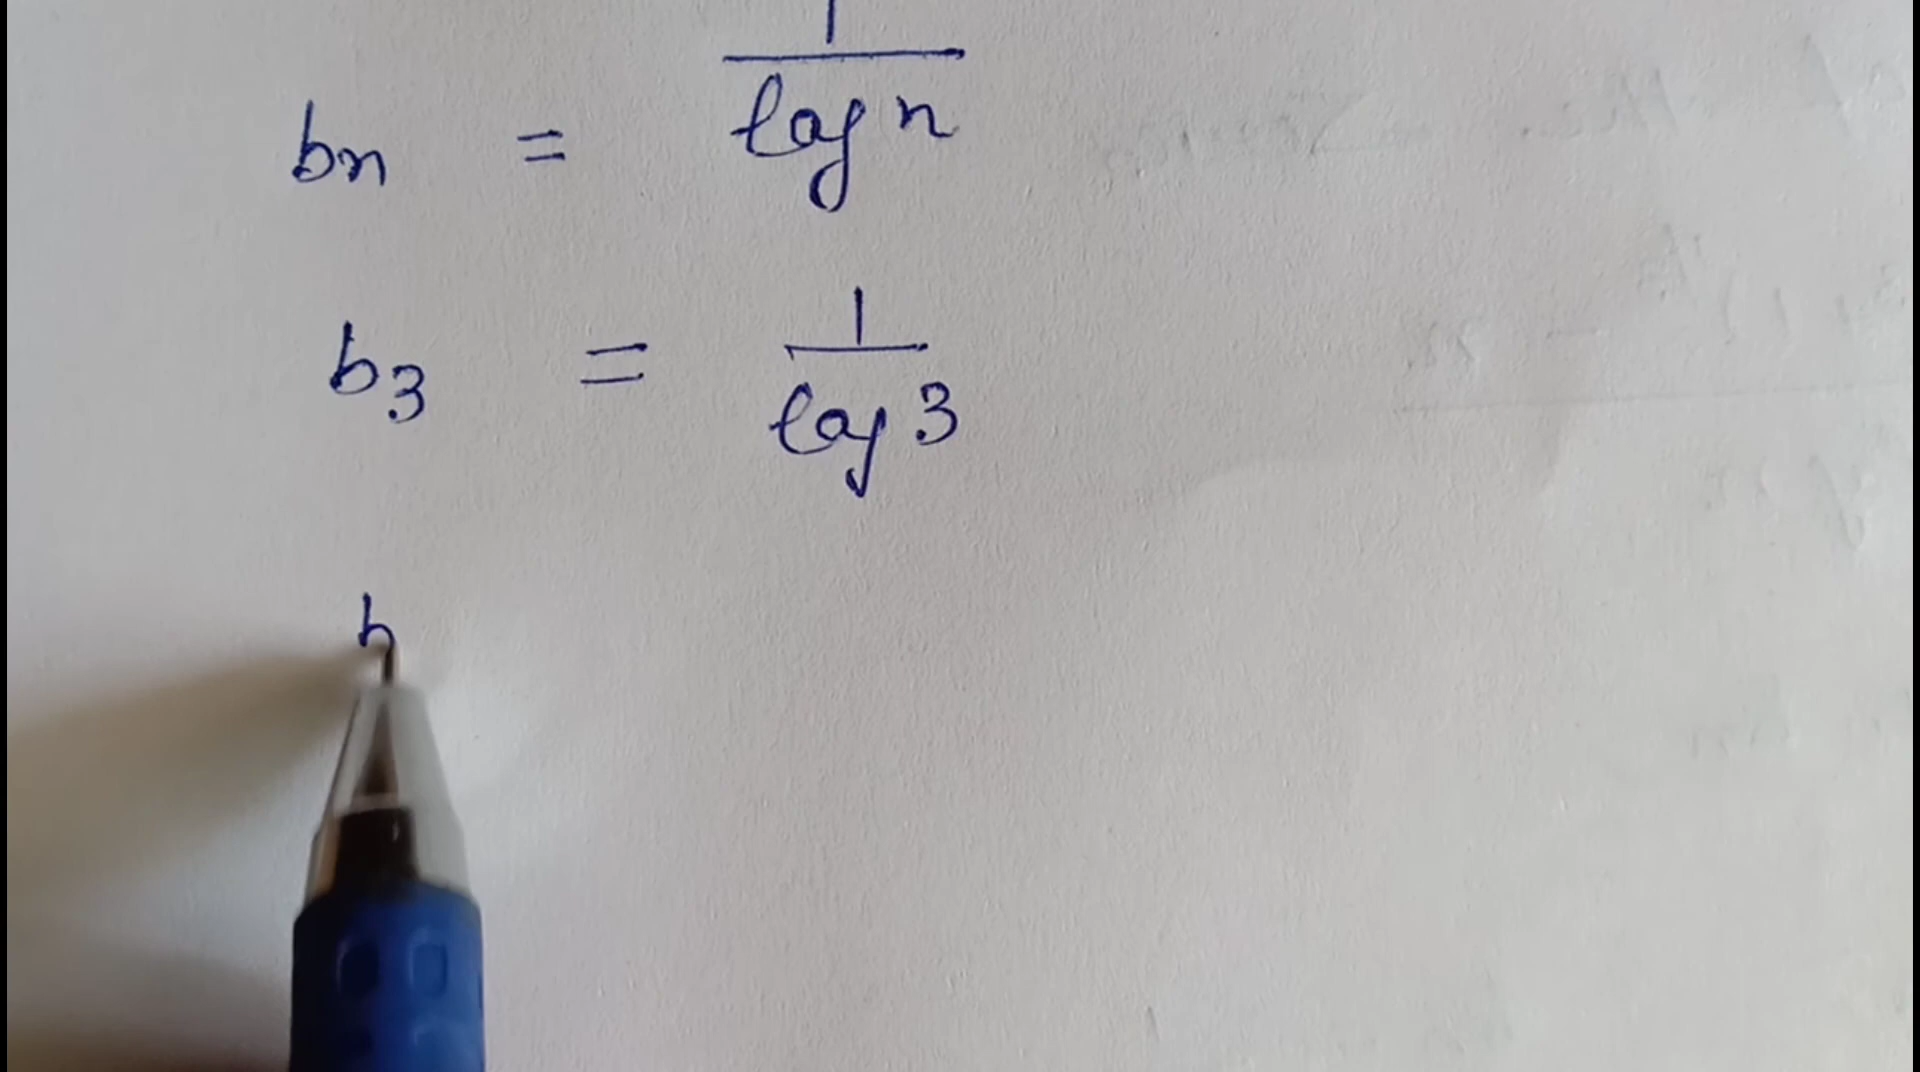 bn = 1/log n
b3 = 1/log 3
b